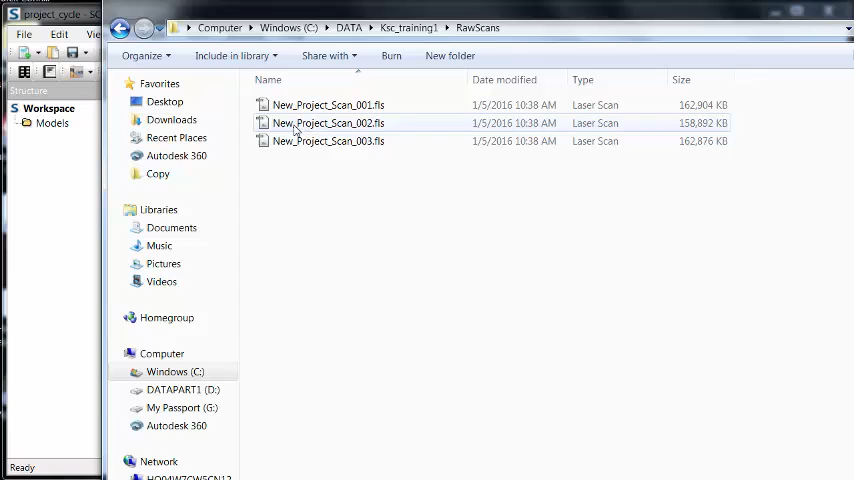 project_cycle - SC
File Edit Vie
Structure
Workspace
Models
Ready
Computer Windows (C:) DATA Ksc_training1 RawScans
Organize Include in library Share with Burn New folder
Name Date modified Type Size
New_Project_Scan_001.fls 1/5/2016 10:38 AM Laser Scan 162,904 KB
New_Project_Scan_002.fls 1/5/2016 10:38 AM Laser Scan 158,892 KB
New_Project_Scan_003.fls 1/5/2016 10:38 AM Laser Scan 162,876 KB
Favorites
Desktop
Downloads
Recent Places
Autodesk 360
Copy
Libraries
Documents
Music
Pictures
Videos
Homegroup
Computer
Windows (C:)
DATAPART1 (D:)
My Passport (G:)
Autodesk 360
Network